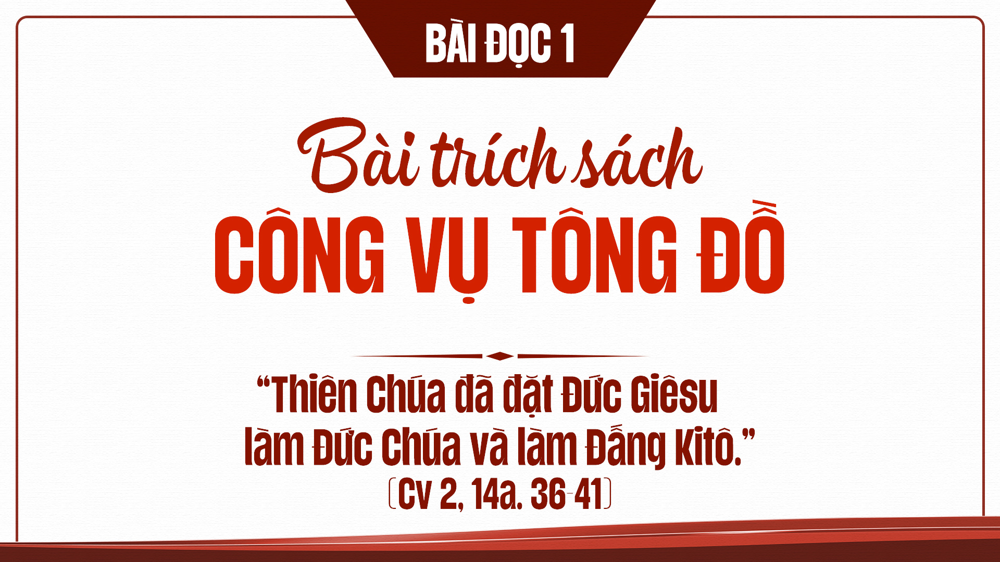 BÀI ĐỌC 1
Bài trích sách
CÔNG VỤ TÔNG ĐỒ
“Thiên Chúa đã đặt Đức Giêsu
làm Đức Chúa và làm Đấng Kitô.”
(Cv 2, 14a. 36-41)